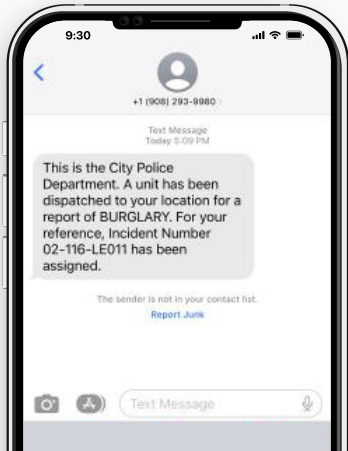 9:30
+1 (908) 293-9980 ›
Text Message
Today 5:09 PM
This is the City Police
Department. A unit has been
dispatched to your location for a
report of BURGLARY. For your
reference, Incident Number
02-116-LE011 has been
assigned.
The sender is not in your contact list.
Report Junk
Text Message